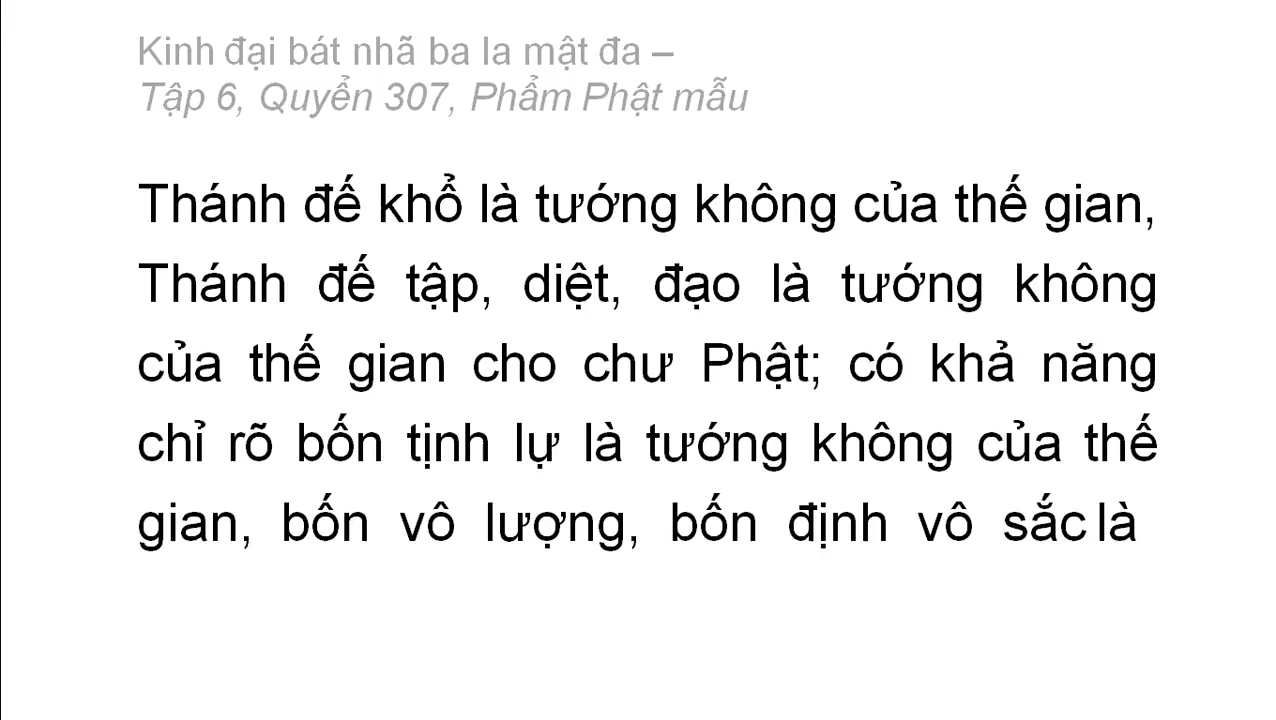 Kinh đại bát nhã ba la mật đa –
Tập 6, Quyển 307, Phẩm Phật mẫu
Thánh đế khổ là tướng không của thế gian,
Thánh đế tập, diệt, đạo là tướng không
của thế gian cho chư Phật; có khả năng
chỉ rõ bốn tịnh lự là tướng không của thế
gian, bốn vô lượng, bốn định vô sắc là